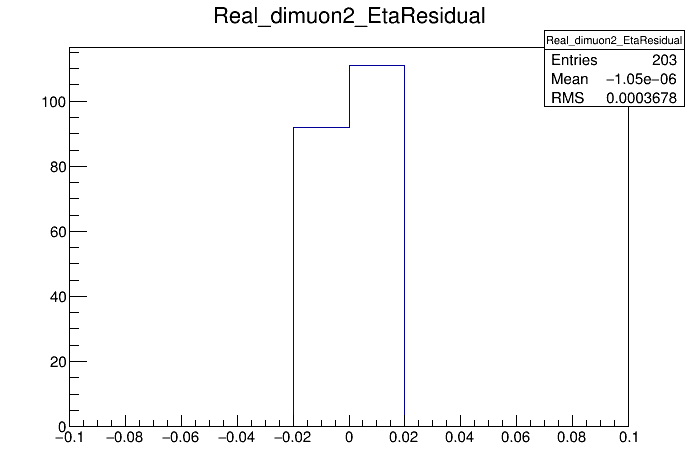 Real_dimuon2_EtaResidual
Real_dimuon2_EtaResidual
Entries 203
Mean −1.05e−06
RMS 0.0003678
100
80
60
40
20
0
−0.1 −0.08 −0.06 −0.04 −0.02 0 0.02 0.04 0.06 0.08 0.1